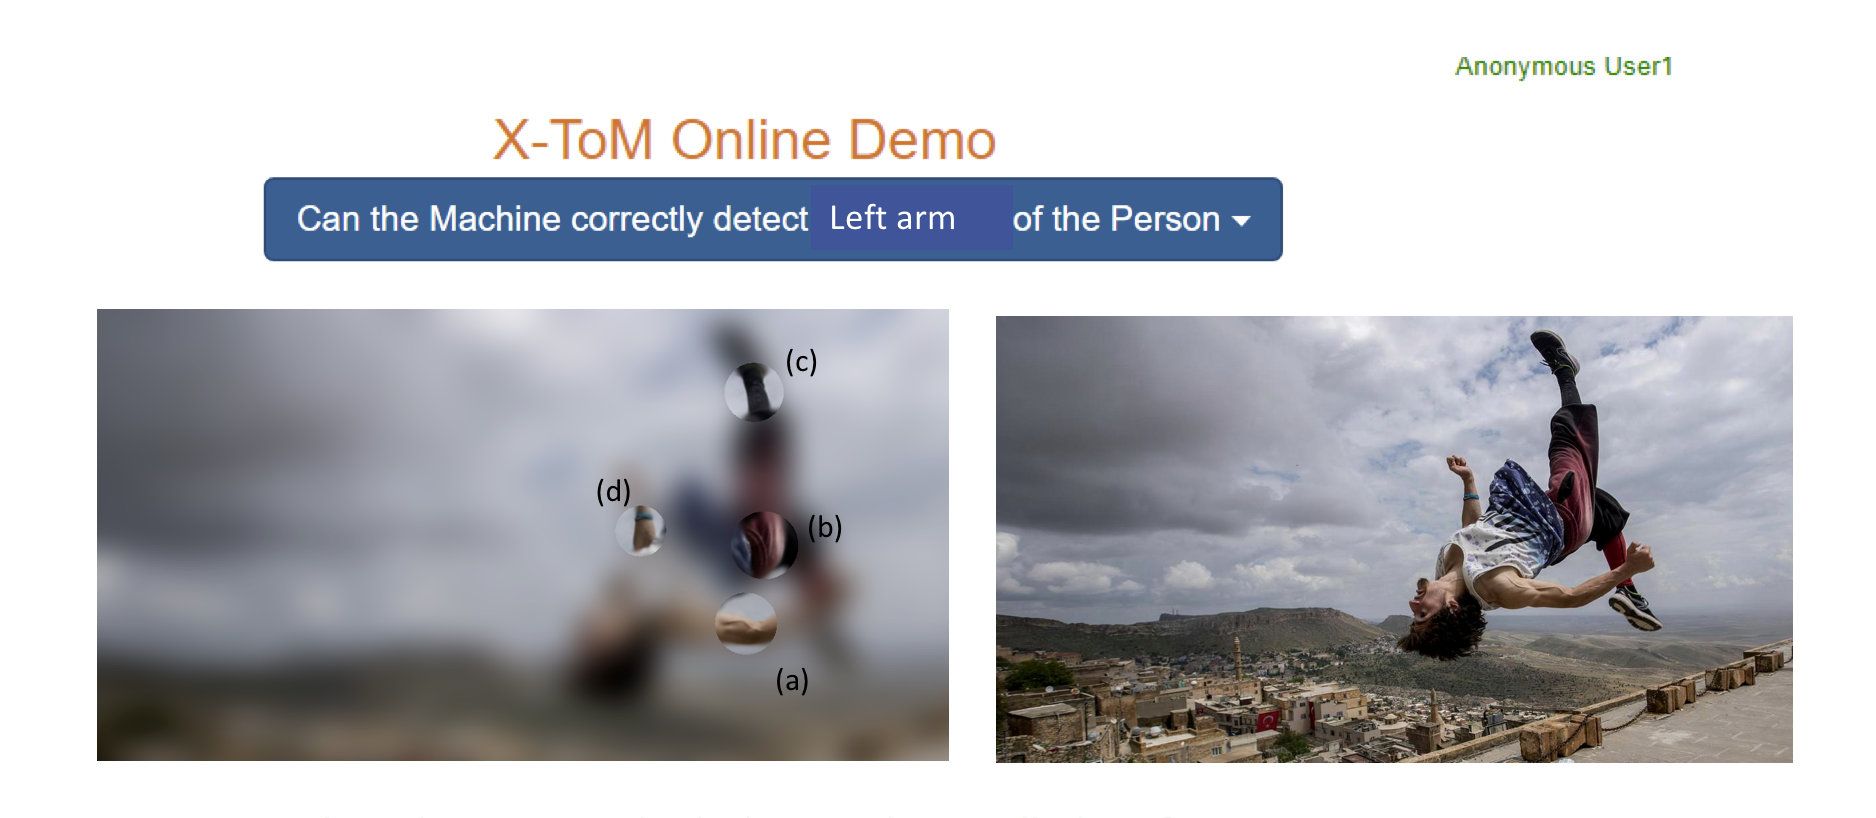 Anonymous User1
X-ToM Online Demo
Can the Machine correctly detect Left arm of the Person
(c)
(d)
(b)
(a)